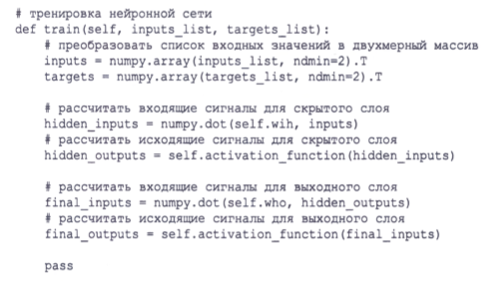 # тренировка нейронной сети
def train(self, inputs_list, targets_list):
# преобразовать список входных значений в двухмерный массив
inputs = numpy.array(inputs_list, ndmin=2).T
targets = numpy.array(targets_list, ndmin=2).T
# рассчитать входящие сигналы для скрытого слоя
hidden_inputs = numpy.dot(self.wih, inputs)
# рассчитать исходящие сигналы для скрытого слоя
hidden_outputs = self.activation_function(hidden_inputs)
# рассчитать входящие сигналы для выходного слоя
final_inputs = numpy.dot(self.who, hidden_outputs)
# рассчитать исходящие сигналы для выходного слоя
final_outputs = self.activation_function(final_inputs)
pass